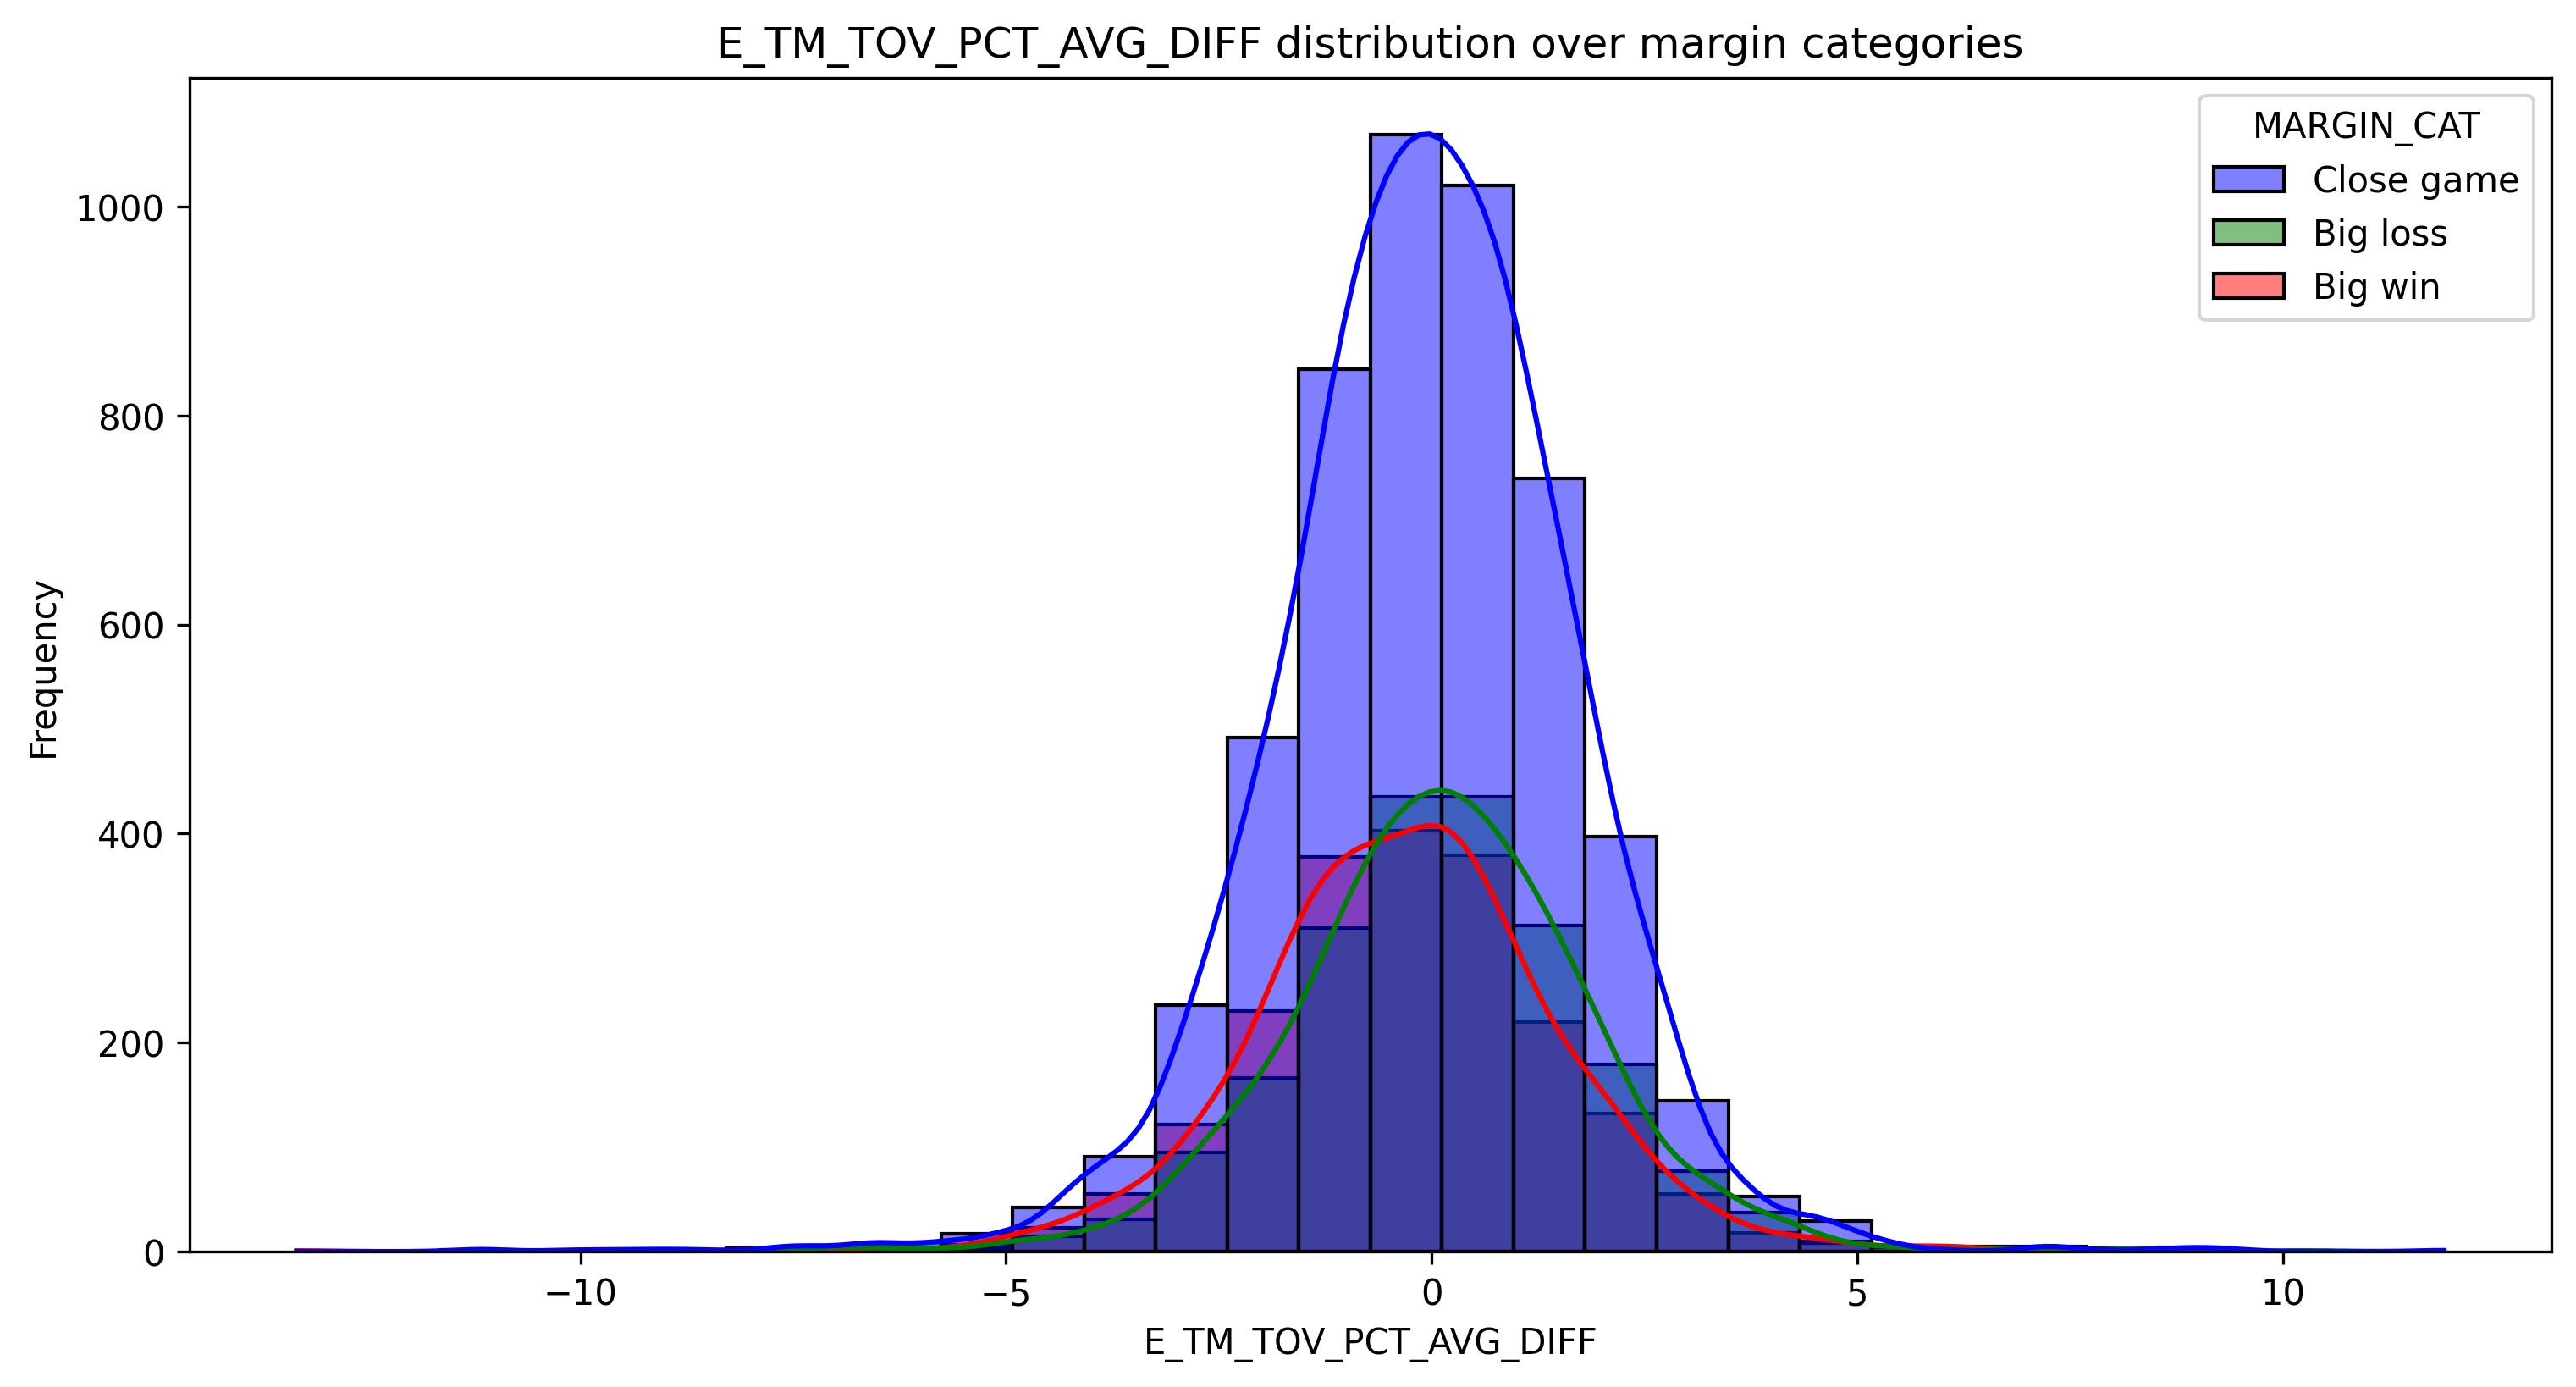 E_TM_TOV_PCT_AVG_DIFF distribution over margin categories
MARGIN_CAT
Close game
Big loss
Big win
Frequency
1000
800
600
400
200
0
−10
−5
0
5
10
E_TM_TOV_PCT_AVG_DIFF